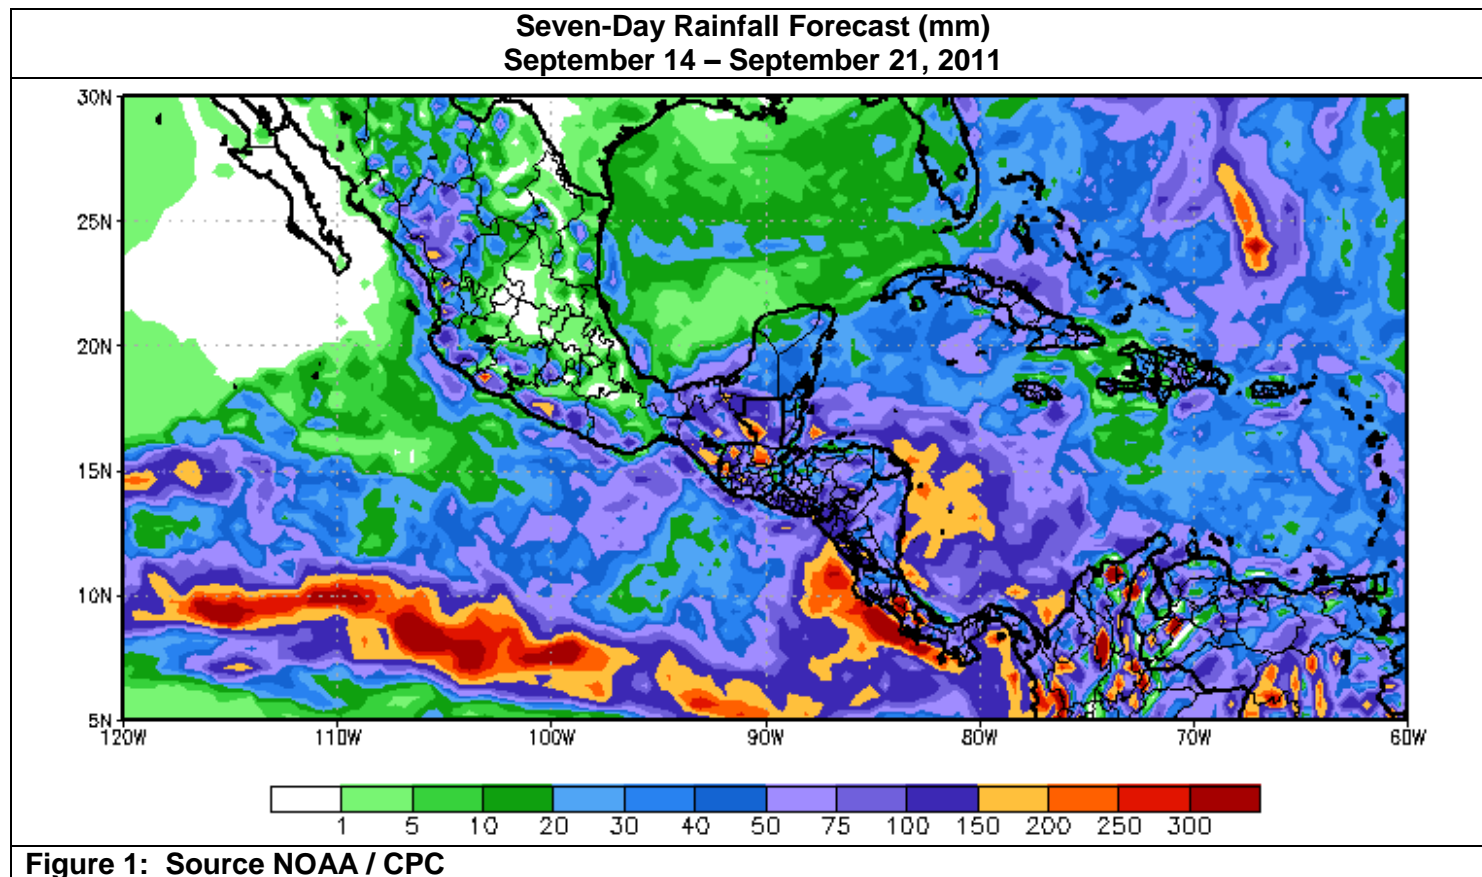 Seven-Day Rainfall Forecast (mm)
September 14 – September 21, 2011
30N
25N
20N
15N
10N
5N
120W 110W 100W 90W 80W 70W 60W
1 5 10 20 30 40 50 75 100 150 200 250 300
Figure 1: Source NOAA / CPC